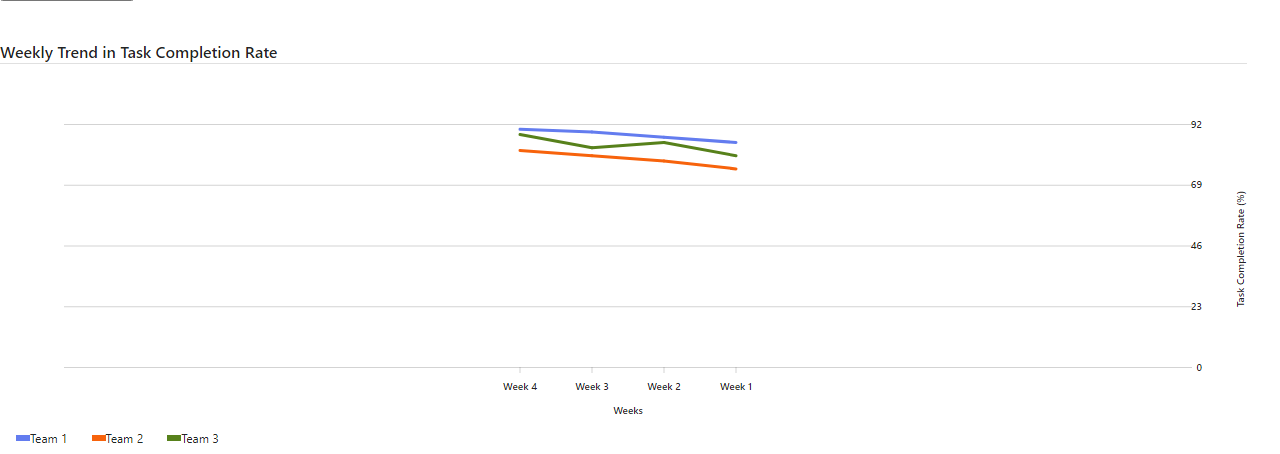 Weekly Trend in Task Completion Rate
92
69
46
23
0
Task Completion Rate (%)
Week 4 Week 3 Week 2 Week 1
Weeks
Team 1 Team 2 Team 3